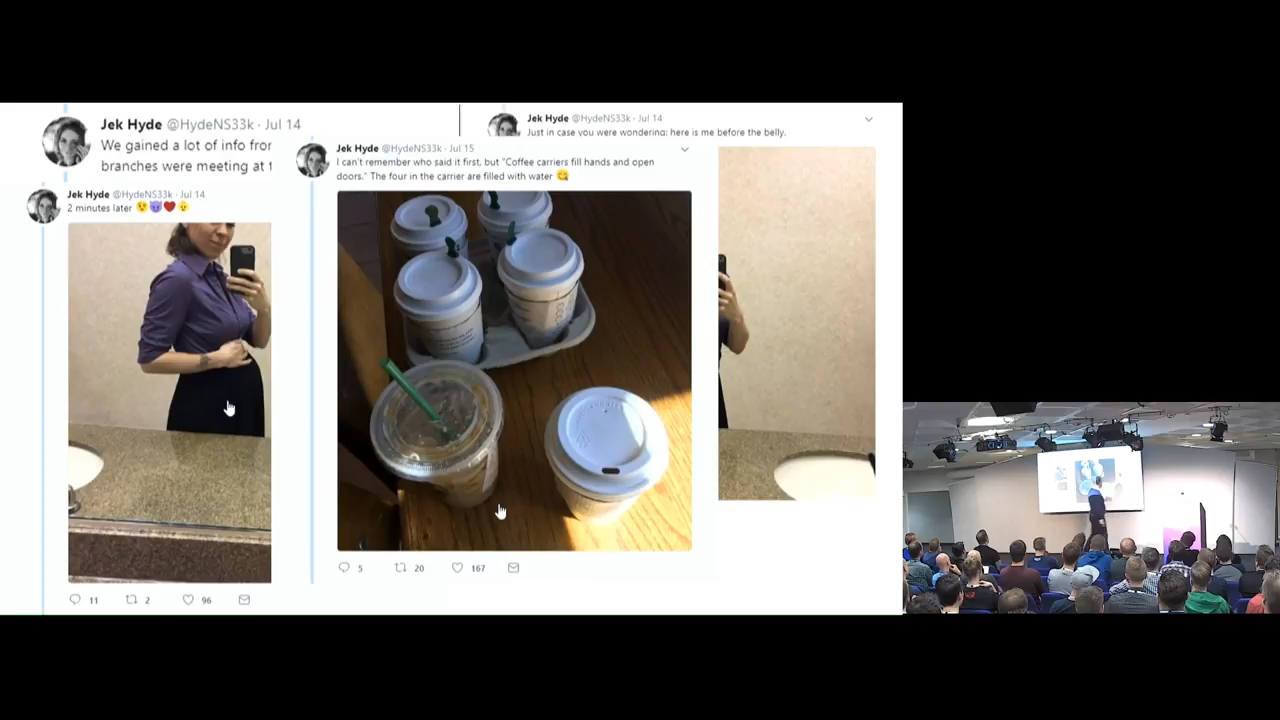 Jek Hyde @HydeNS33k · Jul 14
We gained a lot of info from
branches were meeting at t
Jek Hyde @HydeNS33k · Jul 14
2 minutes later 😉😈❤️👶
11 2 96
Jek Hyde @HydeNS33k · Jul 15
I can't remember who said it first, but "Coffee carriers fill hands and open
doors." The four in the carrier are filled with water 😋
5 20 167
Jek Hyde @HydeNS33k · Jul 14
Just in case you were wondering: here is me before the belly.